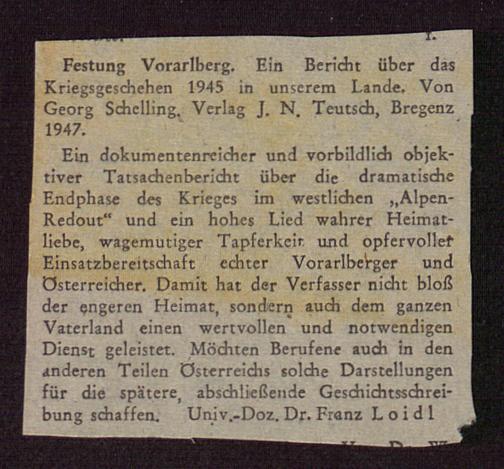 Festung Vorarlberg. Ein Bericht über das
Kriegsgeschehen 1945 in unserem Lande. Von
Georg Schelling. Verlag J. N. Teutsch, Bregenz
1947.
Ein dokumentenreicher und vorbildlich objek-
tiver Tatsachenbericht über die dramatische
Endphase des Krieges im westlichen „Alpen-
Redout“ und ein hohes Lied wahrer Heimat-
liebe, wagemutiger Tapferkeit und opfervoller
Einsatzbereitschaft echter Vorarlberger und
Österreicher. Damit hat der Verfasser nicht bloß
der engeren Heimat, sondern auch dem ganzen
Vaterland einen wertvollen und notwendigen
Dienst geleistet. Möchten Berufene auch in den
anderen Teilen Österreichs solche Darstellungen
für die spätere, abschließende Geschichtsschrei-
bung schaffen. Univ.-Doz. Dr. Franz Loidl